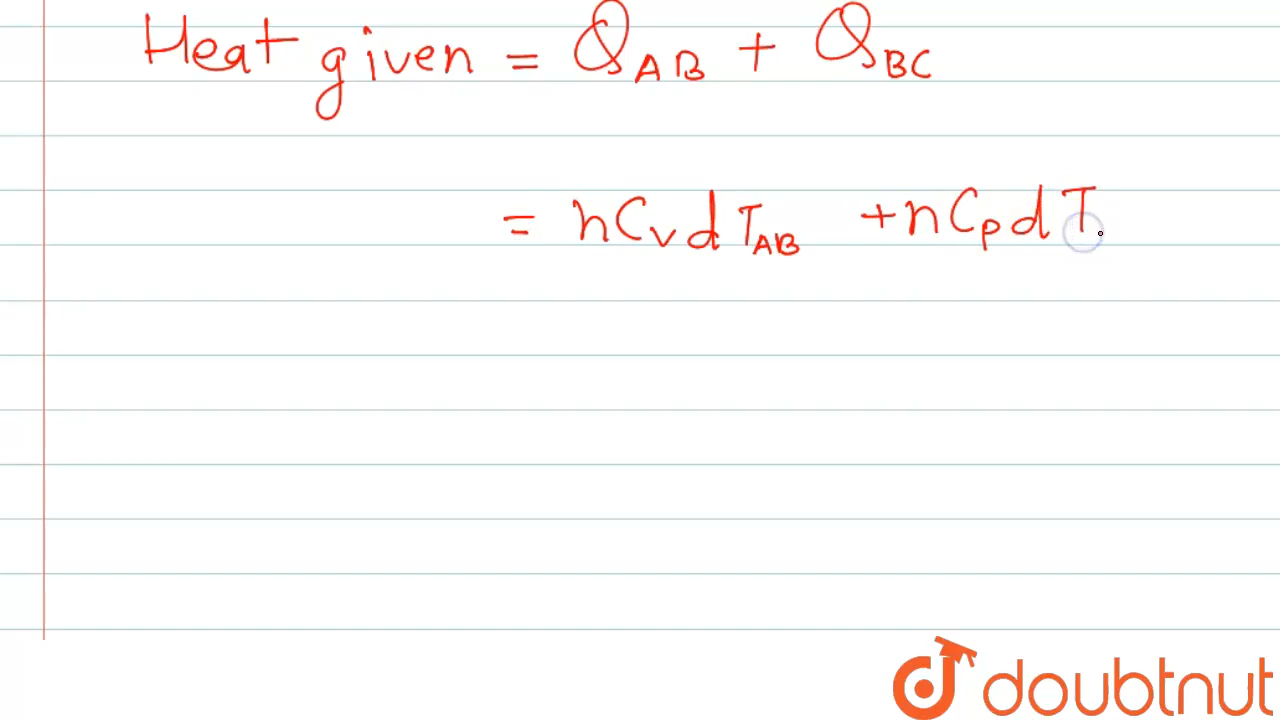 Heat given = Q_AB + Q_BC
= nC_v dT_AB + nC_p dT
doubtnut